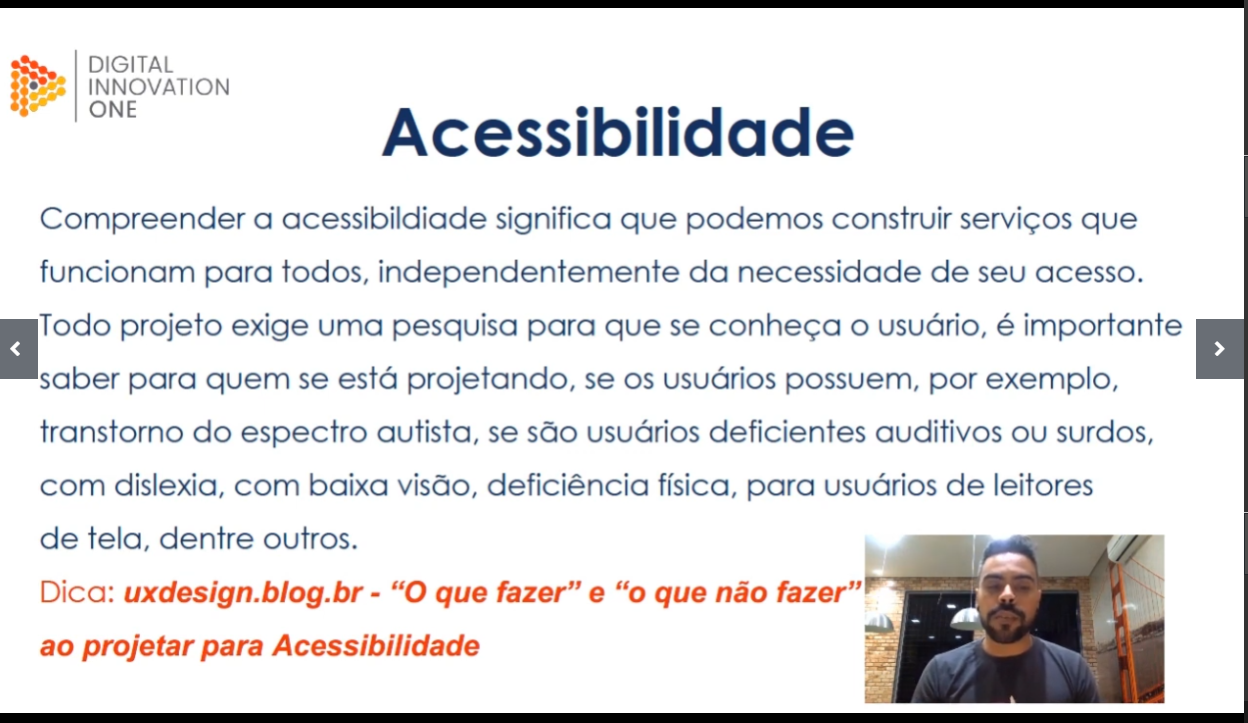 DIGITAL
INNOVATION
ONE
Acessibilidade
Compreender a acessibildiade significa que podemos construir serviços que
funcionam para todos, independentemente da necessidade de seu acesso.
Todo projeto exige uma pesquisa para que se conheça o usuário, é importante
saber para quem se está projetando, se os usuários possuem, por exemplo,
transtorno do espectro autista, se são usuários deficientes auditivos ou surdos,
com dislexia, com baixa visão, deficiência física, para usuários de leitores
de tela, dentre outros.
Dica: uxdesign.blog.br - “O que fazer” e “o que não fazer”
ao projetar para Acessibilidade